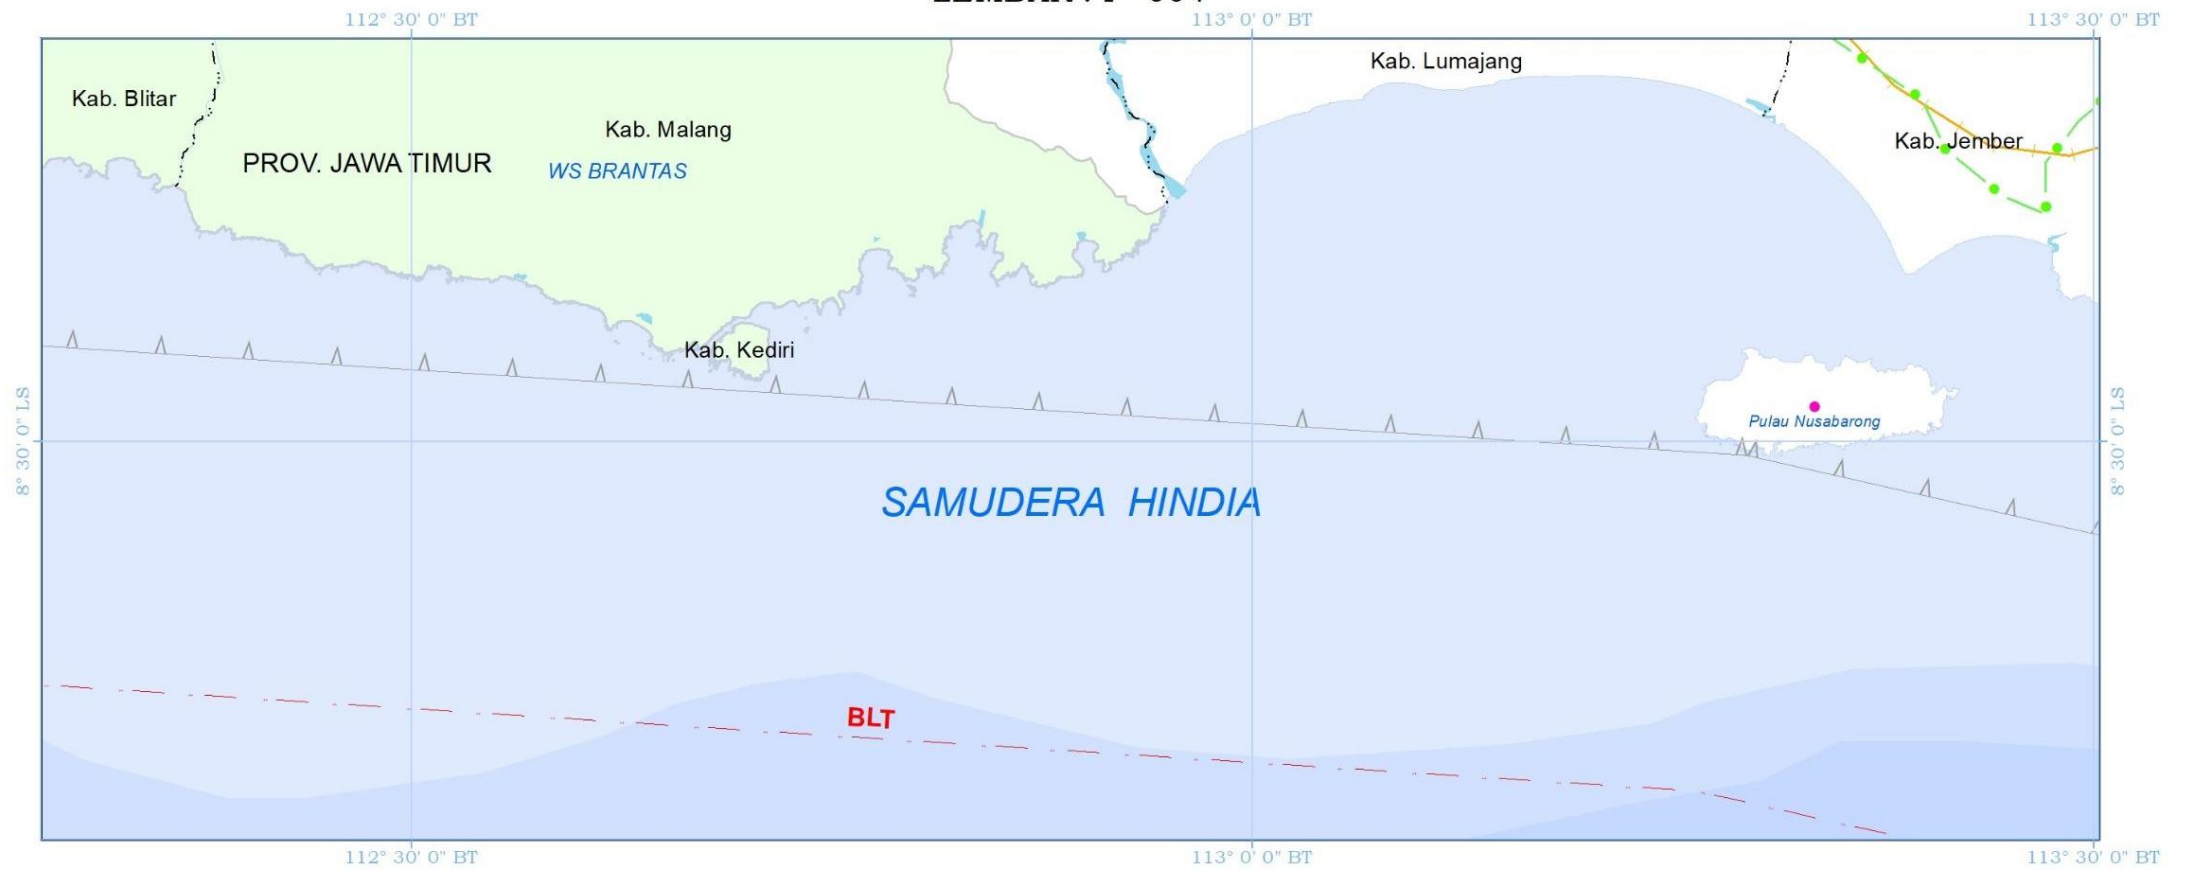 112° 30' 0" BT
113° 0' 0" BT
113° 30' 0" BT
Kab. Lumajang
Kab. Blitar
Kab. Malang
Kab. Jember
PROV. JAWA TIMUR
WS BRANTAS
Kab. Kediri
8° 30' 0" LS
8° 30' 0" LS
Pulau Nusabarong
SAMUDERA HINDIA
BLT
112° 30' 0" BT
113° 0' 0" BT
113° 30' 0" BT